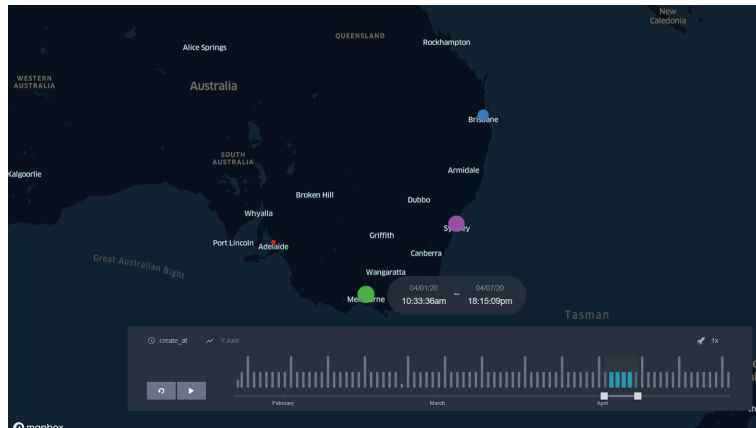 New
Caledonia
QUEENSLAND
Rockhampton
Alice Springs
WESTERN
AUSTRALIA
Australia
Brisbane
SOUTH
AUSTRALIA
Armidale
Kalgoorlie
Broken Hill
Dubbo
Whyalla
Sydney
Griffith
Port Lincoln
Adelaide
Canberra
Great Australian Bight
Wangaratta
04/01/20
10:33:36am
–
04/07/20
18:15:09pm
Melbourne
Tasman
create_at
Y Axis
1x
February
March
April
mapbox